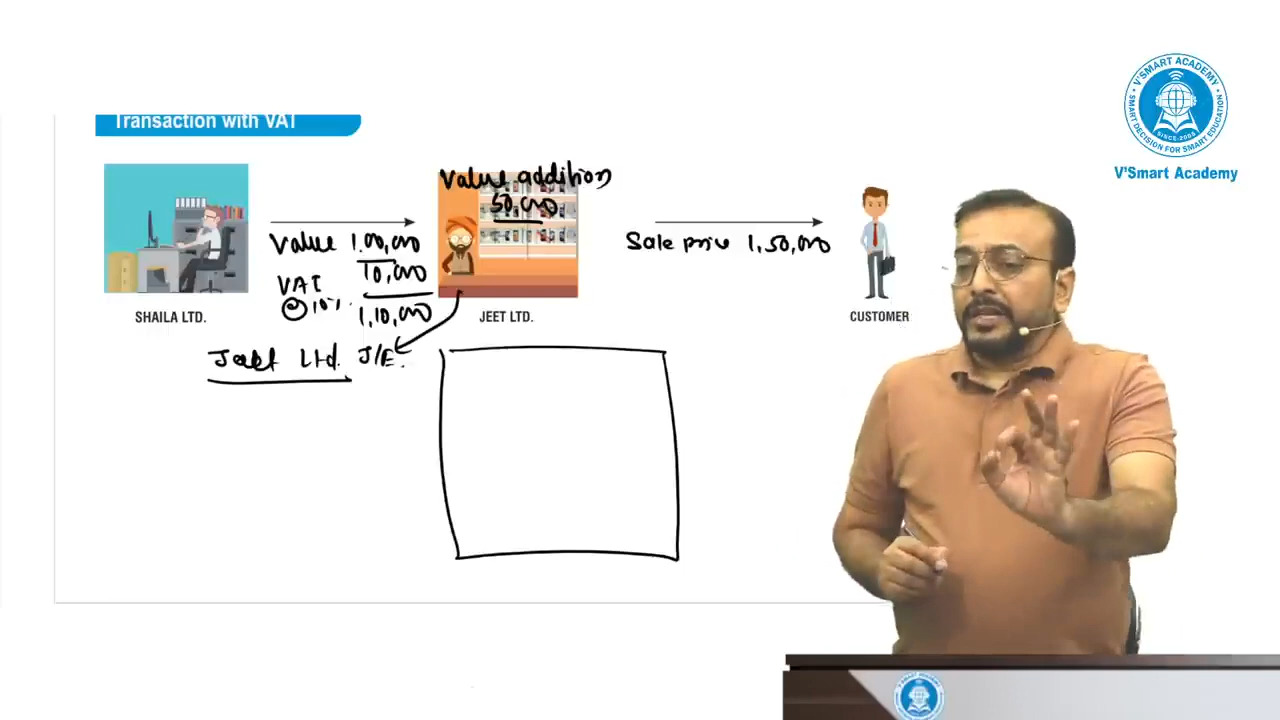 Transaction with VAT
V'SMART ACADEMY
SMART DECISION FOR SMART EDUCATION
SINCE-2005
V'Smart Academy
Value addition
50,000
Value 1,00,000
VAT 10,000
@ 10%.
1,10,000
Sale price 1,50,000
SHAILA LTD.
JEET LTD.
CUSTOMER
Jeet Ltd. J/E.